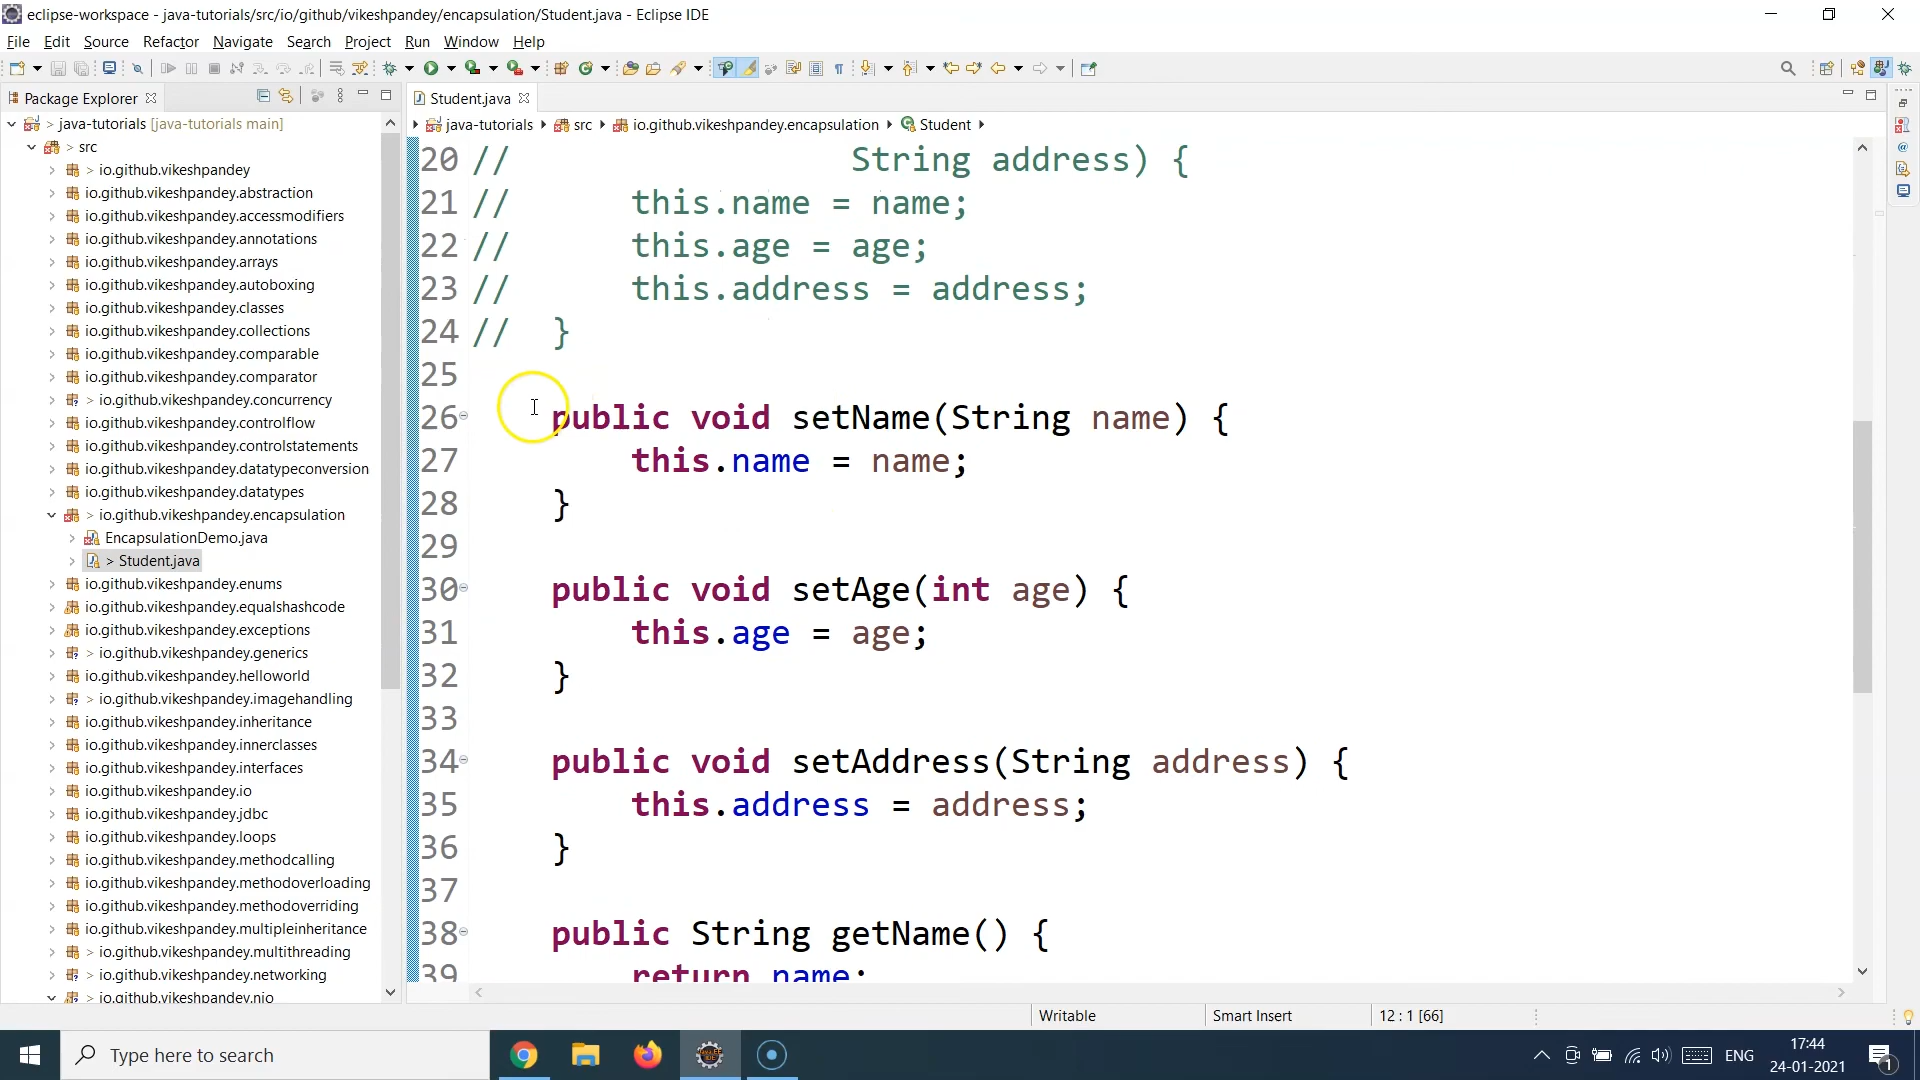 eclipse-workspace - java-tutorials/src/io/github/vikeshpandey/encapsulation/Student.java - Eclipse IDE
File Edit Source Refactor Navigate Search Project Run Window Help
Package Explorer
Student.java
> java-tutorials [java-tutorials main]
java-tutorials src io.github.vikeshpandey.encapsulation Student
> src
> io.github.vikeshpandey
io.github.vikeshpandey.abstraction
io.github.vikeshpandey.accessmodifiers
io.github.vikeshpandey.annotations
io.github.vikeshpandey.arrays
io.github.vikeshpandey.autoboxing
io.github.vikeshpandey.classes
io.github.vikeshpandey.collections
io.github.vikeshpandey.comparable
io.github.vikeshpandey.comparator
> io.github.vikeshpandey.concurrency
io.github.vikeshpandey.controlflow
io.github.vikeshpandey.controlstatements
io.github.vikeshpandey.datatypeconversion
io.github.vikeshpandey.datatypes
> io.github.vikeshpandey.encapsulation
EncapsulationDemo.java
> Student.java
io.github.vikeshpandey.enums
io.github.vikeshpandey.equalshashcode
io.github.vikeshpandey.exceptions
> io.github.vikeshpandey.generics
io.github.vikeshpandey.helloworld
> io.github.vikeshpandey.imagehandling
io.github.vikeshpandey.inheritance
io.github.vikeshpandey.innerclasses
io.github.vikeshpandey.interfaces
io.github.vikeshpandey.io
io.github.vikeshpandey.jdbc
io.github.vikeshpandey.loops
io.github.vikeshpandey.methodcalling
io.github.vikeshpandey.methodoverloading
io.github.vikeshpandey.methodoverriding
io.github.vikeshpandey.multipleinheritance
> io.github.vikeshpandey.multithreading
> io.github.vikeshpandey.networking
> io.github.vikeshpandey.nio
20 // String address) {
21 // this.name = name;
22 // this.age = age;
23 // this.address = address;
24 // }
25
26 public void setName(String name) {
27 this.name = name;
28 }
29
30 public void setAge(int age) {
31 this.age = age;
32 }
33
34 public void setAddress(String address) {
35 this.address = address;
36 }
37
38 public String getName() {
39 return name;
Writable Smart Insert 12 : 1 [66]
Type here to search
ENG
17:44
24-01-2021
1